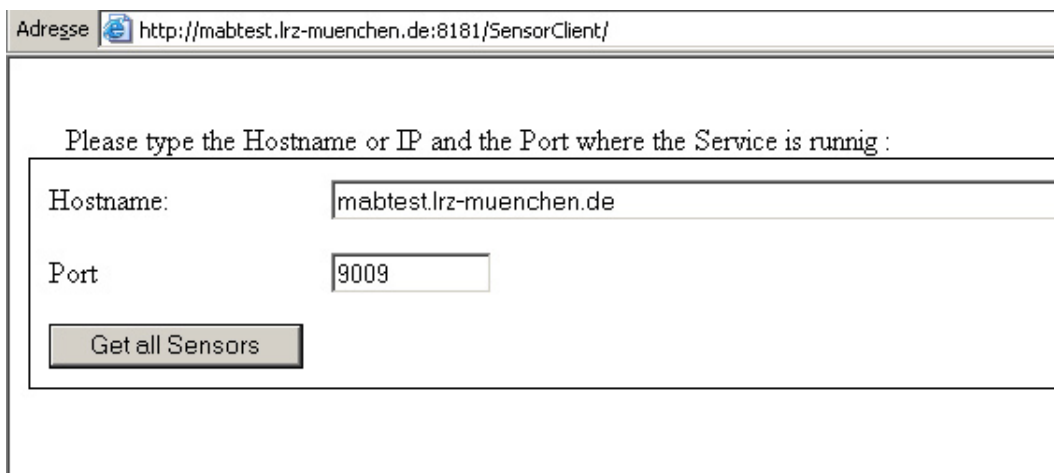 Adresse http://mabtest.lrz-muenchen.de:8181/SensorClient/
Please type the Hostname or IP and the Port where the Service is runnig :
Hostname: mabtest.lrz-muenchen.de
Port 9009
Get all Sensors